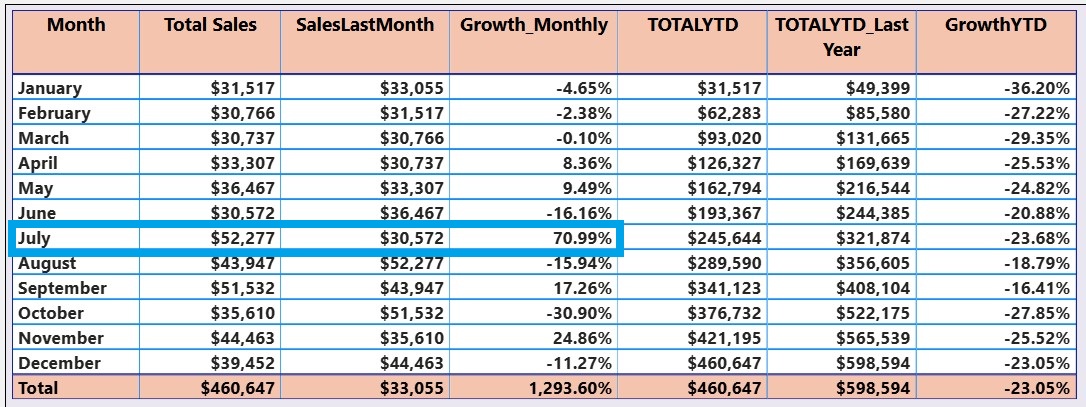 Month Total Sales SalesLastMonth Growth_Monthly TOTALYTD TOTALYTD_Last Year GrowthYTD
January $31,517 $33,055 -4.65% $31,517 $49,399 -36.20%
February $30,766 $31,517 -2.38% $62,283 $85,580 -27.22%
March $30,737 $30,766 -0.10% $93,020 $131,665 -29.35%
April $33,307 $30,737 8.36% $126,327 $169,639 -25.53%
May $36,467 $33,307 9.49% $162,794 $216,544 -24.82%
June $30,572 $36,467 -16.16% $193,367 $244,385 -20.88%
July $52,277 $30,572 70.99% $245,644 $321,874 -23.68%
August $43,947 $52,277 -15.94% $289,590 $356,605 -18.79%
September $51,532 $43,947 17.26% $341,123 $408,104 -16.41%
October $35,610 $51,532 -30.90% $376,732 $522,175 -27.85%
November $44,463 $35,610 24.86% $421,195 $565,539 -25.52%
December $39,452 $44,463 -11.27% $460,647 $598,594 -23.05%
Total $460,647 $33,055 1,293.60% $460,647 $598,594 -23.05%